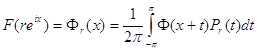 F(re^{ix}) = Φ_r(x) = \frac{1}{2π} \int_{-π}^{π} Φ(x + t)P_r(t)dt